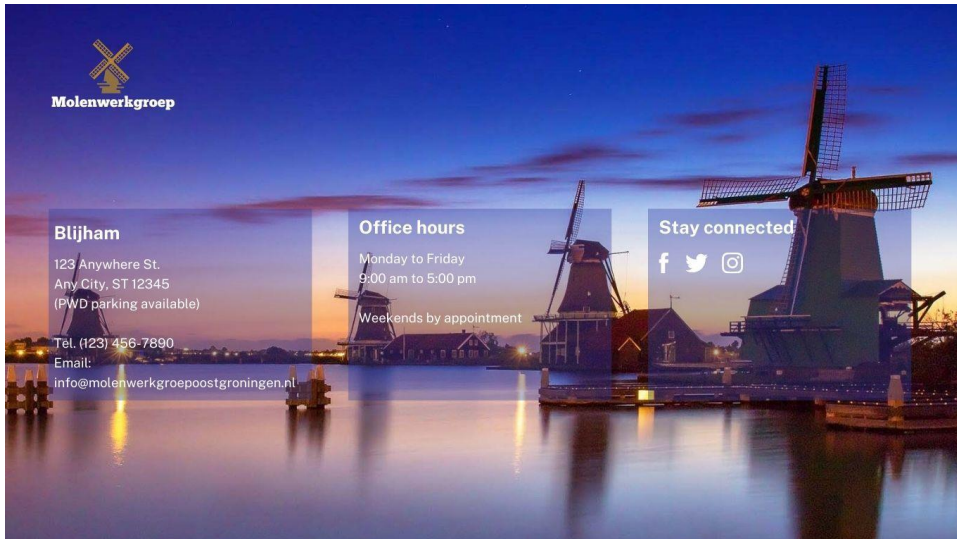 Molenwerkgroep
Blijham
123 Anywhere St.
Any City, ST 12345
(PWD parking available)
Tel. (123) 456-7890
Email:
info@molenwerkgroepoostgroningen.nl
Office hours
Monday to Friday
9:00 am to 5:00 pm
Weekends by appointment
Stay connected